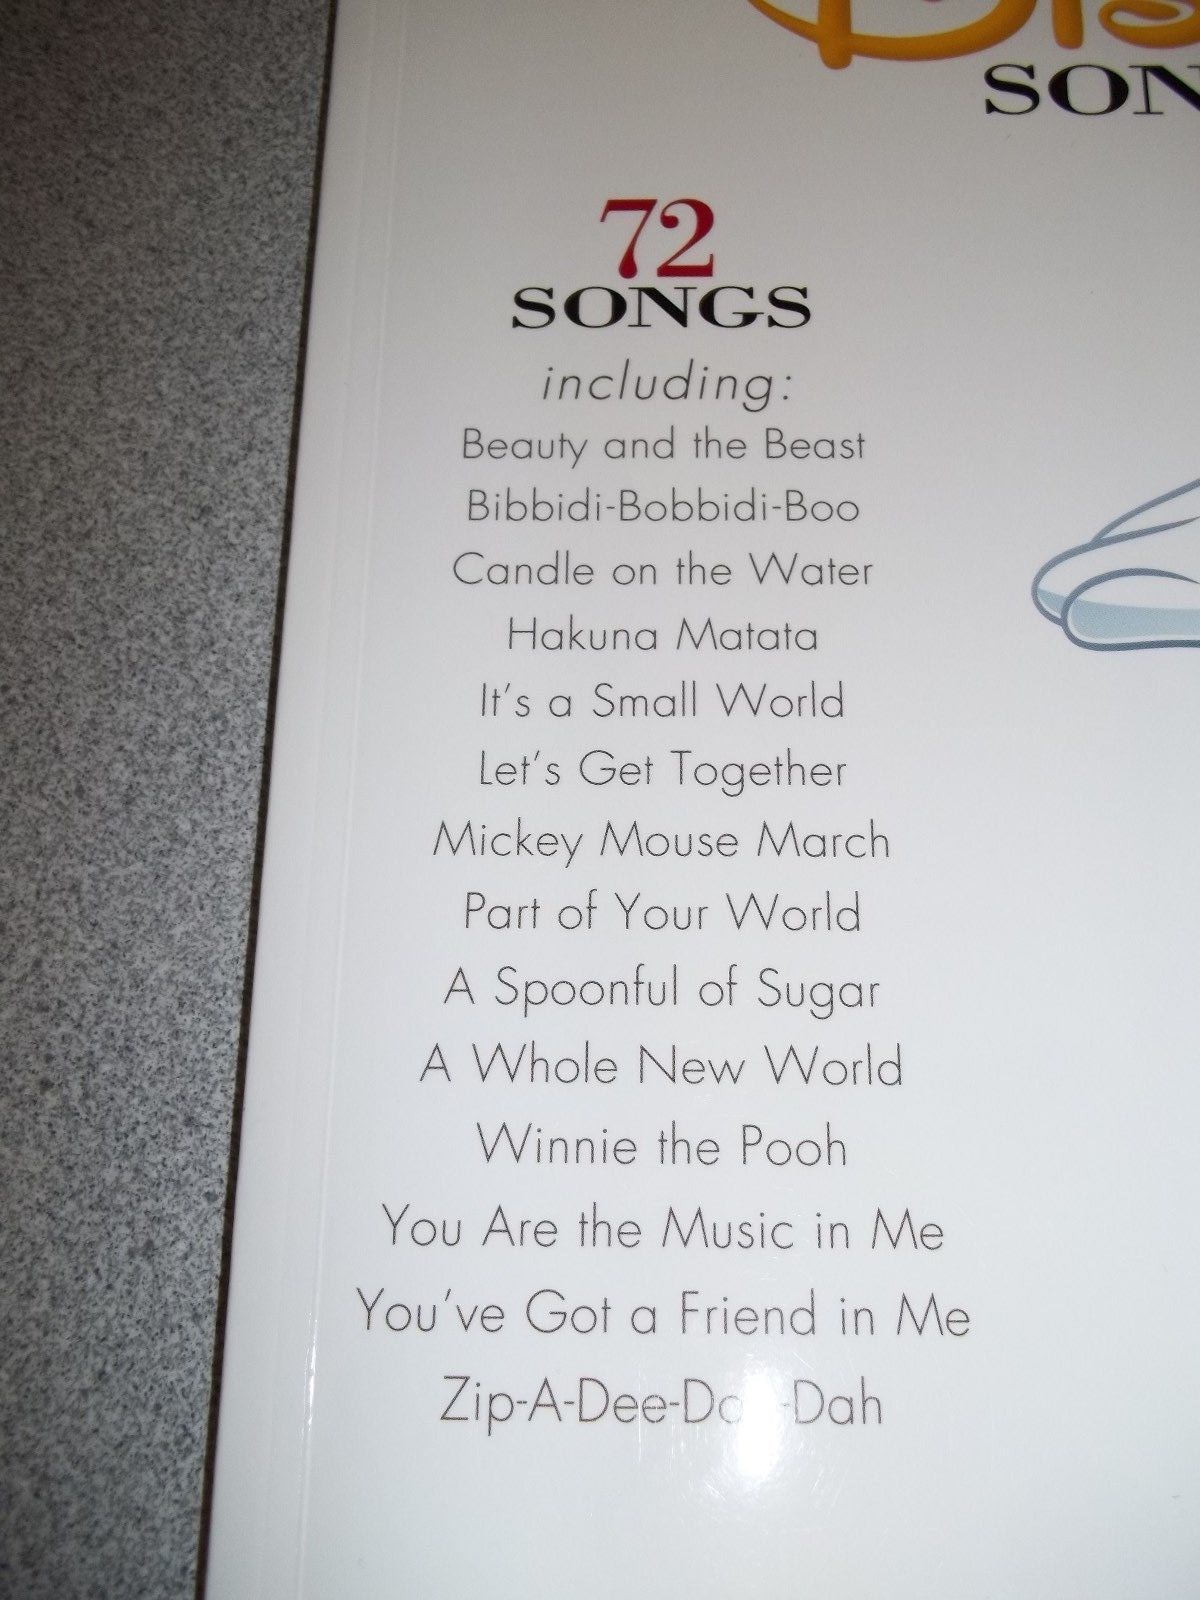 SON
72
SONGS
including:
Beauty and the Beast
Bibbidi-Bobbidi-Boo
Candle on the Water
Hakuna Matata
It's a Small World
Let's Get Together
Mickey Mouse March
Part of Your World
A Spoonful of Sugar
A Whole New World
Winnie the Pooh
You Are the Music in Me
You've Got a Friend in Me
Zip-A-Dee-Doo-Dah